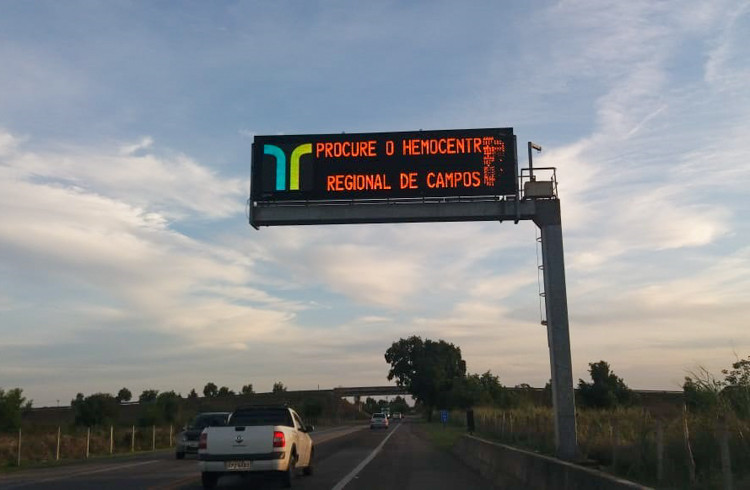 PROCURE O HEMOCENTR
REGIONAL DE CAMPOS